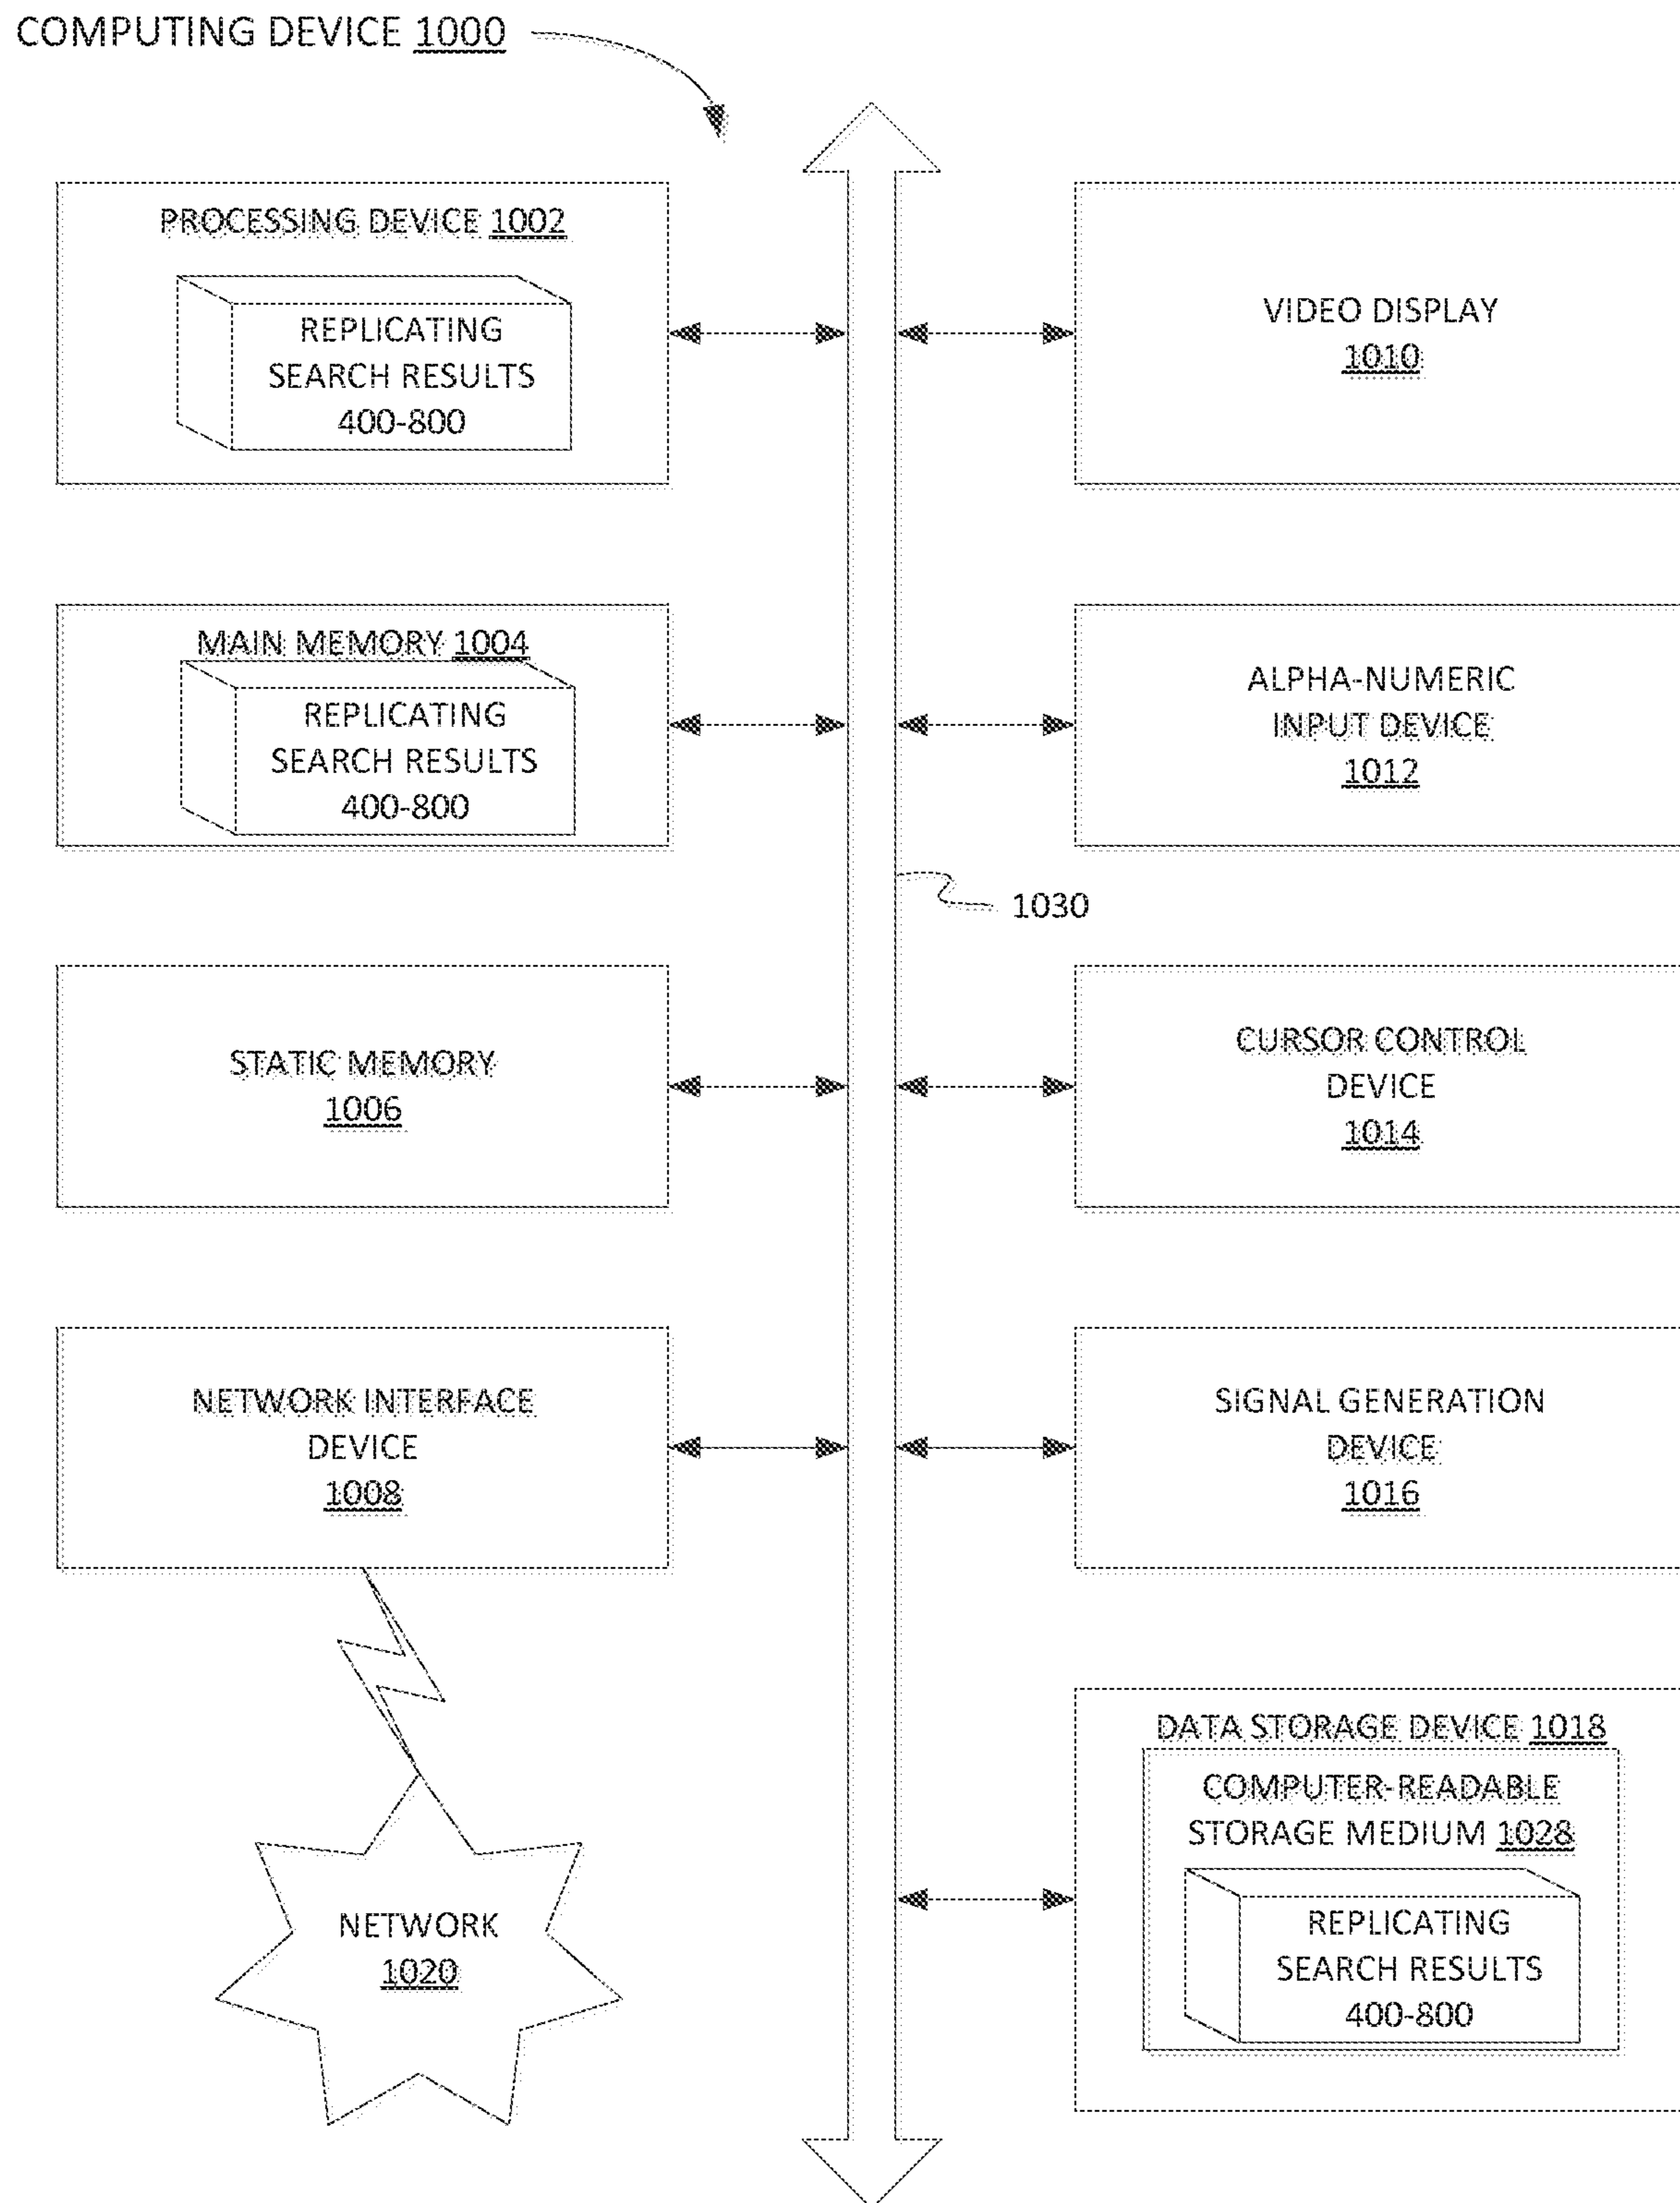 COMPUTING DEVICE 1000
PROCESSING DEVICE 1002
REPLICATING
SEARCH RESULTS
400-800
VIDEO DISPLAY
1010
MAIN MEMORY 1004
REPLICATING
SEARCH RESULTS
400-800
ALPHA-NUMERIC
INPUT DEVICE
1012
1030
STATIC MEMORY
1006
CURSOR CONTROL
DEVICE
1014
NETWORK INTERFACE
DEVICE
1008
SIGNAL GENERATION
DEVICE
1016
DATA STORAGE DEVICE 1018
COMPUTER-READABLE
STORAGE MEDIUM 1028
REPLICATING
SEARCH RESULTS
400-800
NETWORK
1020